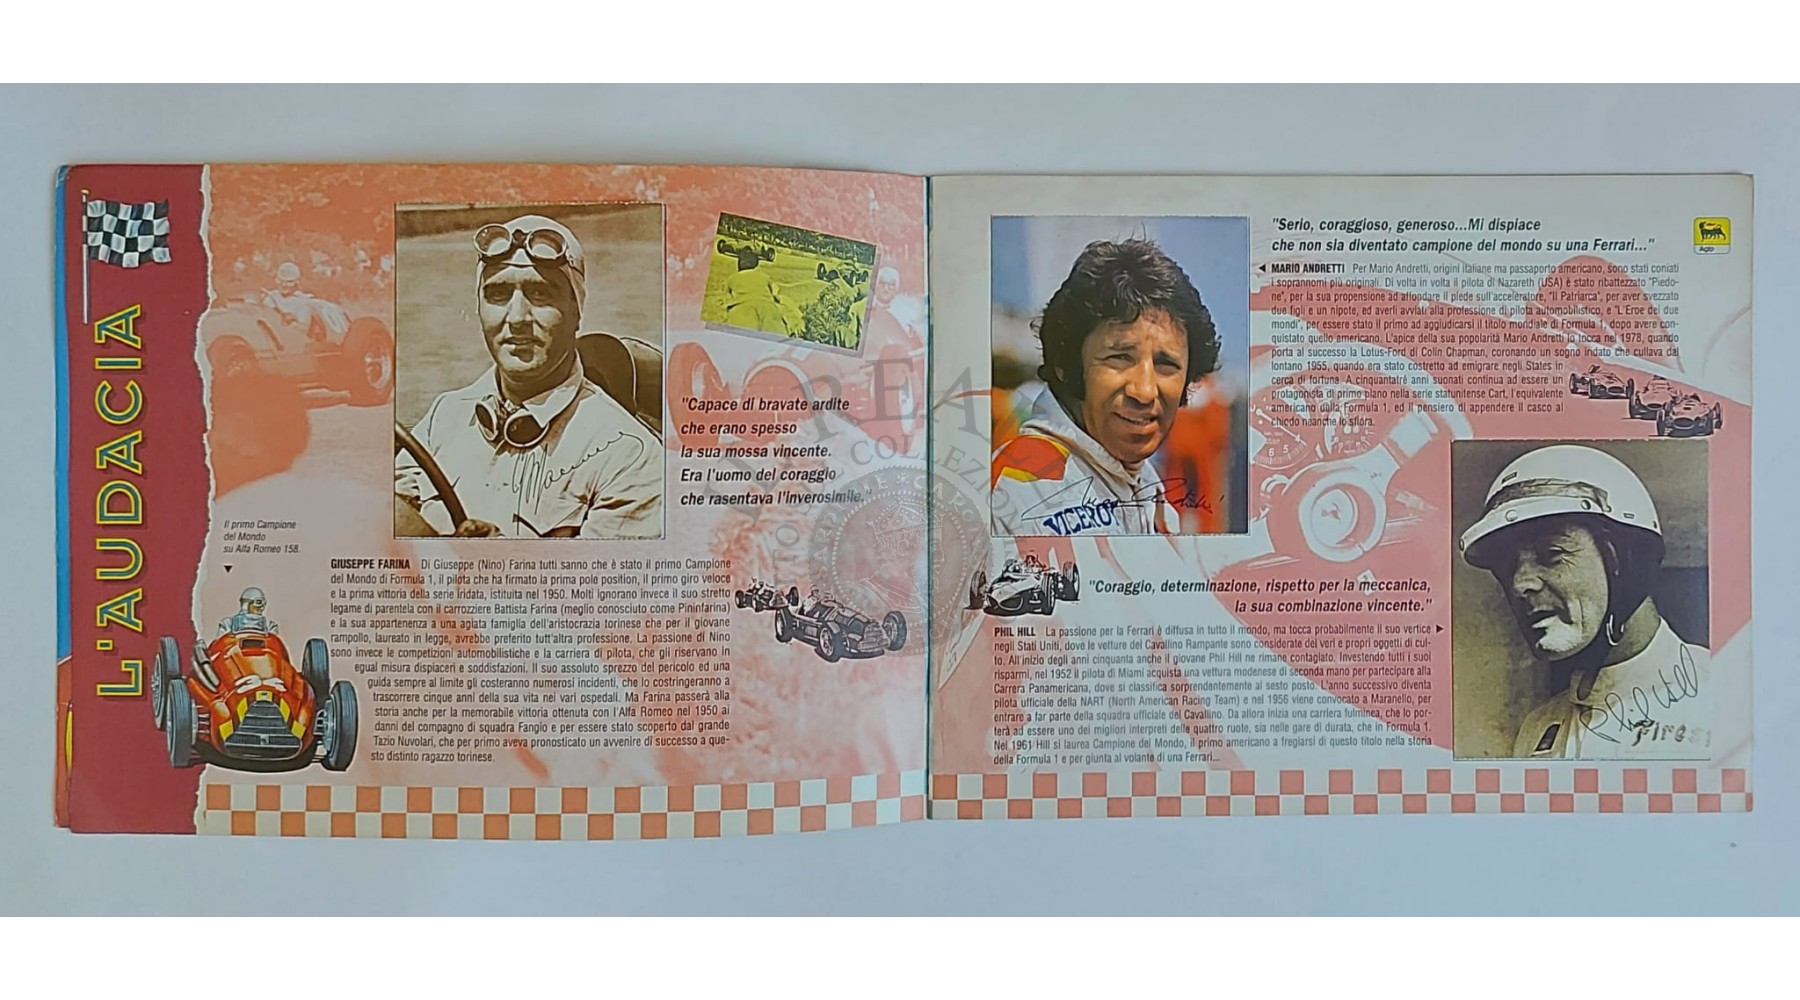 L'AUDACIA
"Capace di bravate ardite
che erano spesso
la sua mossa vincente.
Era l'uomo del coraggio
che rasentava l'inverosimile."
Il primo Campione
del Mondo
su Alfa Romeo 158.
GIUSEPPE FARINA Di Giuseppe (Nino) Farina tutti sanno che è stato il primo Campione
del Mondo di Formula 1, il pilota che ha firmato la prima pole position, il primo giro veloce
e la prima vittoria della serie iridata, istituita nel 1950. Molti ignorano invece il suo stretto
legame di parentela con il carrozziere Battista Farina (meglio conosciuto come Pininfarina)
e la sua appartenenza a una agiata famiglia dell'aristocrazia torinese che per il giovane
rampollo, laureato in legge, avrebbe preferito tutt'altra professione. La passione di Nino
sono invece le competizioni automobilistiche e la carriera di pilota, che gli riservano in
egual misura dispiaceri e soddisfazioni. Il suo assoluto sprezzo del pericolo ed una
guida sempre al limite gli costeranno numerosi incidenti, che lo costringeranno a
trascorrere cinque anni della sua vita nei vari ospedali. Ma Farina passerà alla
storia anche per la memorabile vittoria ottenuta con l'Alfa Romeo nel 1950 ai
danni del compagno di squadra Fangio e per essere stato scoperto dal grande
Tazio Nuvolari, che per primo aveva pronosticato un avvenire di successo a que-
sto distinto ragazzo torinese.
"Serio, coraggioso, generoso...Mi dispiace
che non sia diventato campione del mondo su una Ferrari..."
Agip
MARIO ANDRETTI Per Mario Andretti, origini italiane ma passaporto americano, sono stati coniati
i soprannomi più originali. Di volta in volta il pilota di Nazareth (USA) è stato ribattezzato "Piedo-
ne", per la sua propensione ad affondare il piede sull'acceleratore, "Il Patriarca", per aver svezzato
due figli e un nipote, ed averli avviati alla professione di pilota automobilistico, e "L'Eroe dei due
mondi", per essere stato il primo ad aggiudicarsi il titolo mondiale di Formula 1, dopo avere con-
quistato quello americano. L'apice della sua popolarità Mario Andretti lo tocca nel 1978, quando
porta al successo la Lotus-Ford di Colin Chapman, coronando un sogno iridato che cullava dal
lontano 1955, quando era stato costretto ad emigrare negli States in
cerca di fortuna. A cinquantatré anni suonati continua ad essere un
protagonista di primo piano nella serie statunitense Cart, l'equivalente
americano della Formula 1, ed il pensiero di appendere il casco al
chiodo neanche lo sfiora.
VICEROY
"Coraggio, determinazione, rispetto per la meccanica,
la sua combinazione vincente."
PHIL HILL La passione per la Ferrari è diffusa in tutto il mondo, ma tocca probabilmente il suo vertice
negli Stati Uniti, dove le vetture del Cavallino Rampante sono considerate dei veri e propri oggetti di cul-
to. All'inizio degli anni cinquanta anche il giovane Phil Hill ne rimane contagiato. Investendo tutti i suoi
risparmi, nel 1952 il pilota di Miami acquista una vettura modenese di seconda mano per partecipare alla
Carrera Panamericana, dove si classifica sorprendentemente al sesto posto. L'anno successivo diventa
pilota ufficiale della NART (North American Racing Team) e nel 1956 viene convocato a Maranello, per
entrare a far parte della squadra ufficiale del Cavallino. Da allora inizia una carriera fulminea, che lo por-
terà ad essere uno dei migliori interpreti delle quattro ruote, sia nelle gare di durata, che in Formula 1.
Nel 1961 Hill si laurea Campione del Mondo, il primo americano a fregiarsi di questo titolo nella storia
della Formula 1 e per giunta al volante di una Ferrari...
Phil Hill
Fires